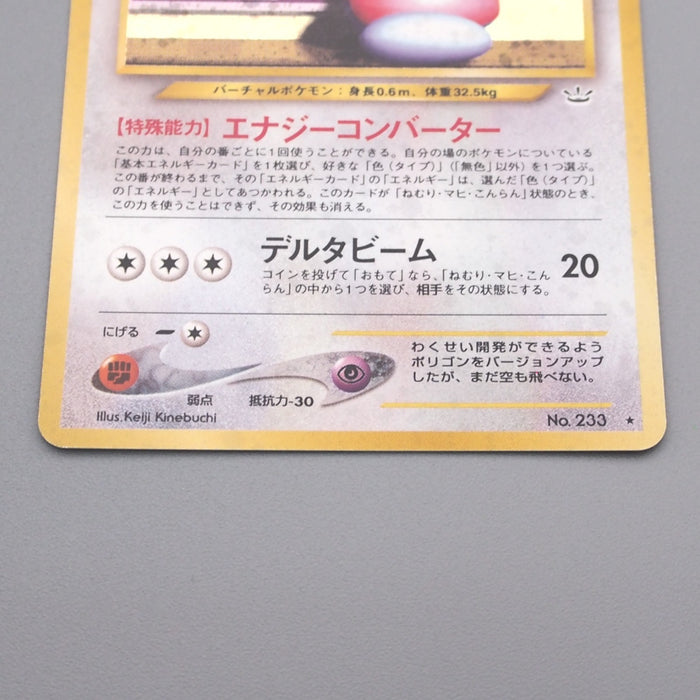 バーチャルポケモン：身長0.6m、体重32.5kg
【特殊能力】エナジーコンバーター
この力は、自分の番ごとに1回使うことができる。自分の場のポケモンについている
「基本エネルギーカード」を1枚選び、好きな「色(タイプ)」(「無色」以外)を1つ選ぶ。
この番が終わるまで、その「エネルギーカード」の「エネルギー」は、選んだ「色(タイプ)」
の「エネルギー」としてあつかわれる。このカードが「ねむり・マヒ・こんらん」状態のとき、
この力を使うことはできず、その効果も消える。
デルタビーム
コインを投げて「おもて」なら、「ねむり・マヒ・こん
らん」の中から1つを選び、相手をその状態にする。
20
にげる
弱点
抵抗力-30
わくせい開発ができるよう
ポリゴンをバージョンアップ
したが、まだ空も飛べない。
Illus.Keiji Kinebuchi
No. 233 ★